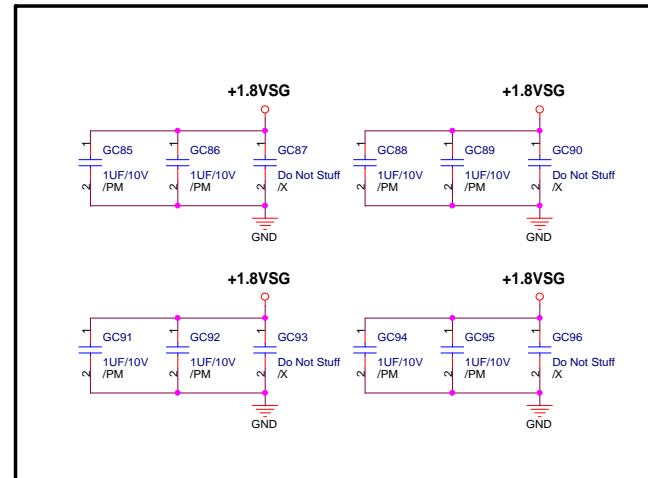 +1.8VSG +1.8VSG
1 GC85 1 GC86 1 GC87 1 GC88 1 GC89 1 GC90
2 1UF/10V 2 1UF/10V 2 Do Not Stuff 2 1UF/10V 2 1UF/10V 2 Do Not Stuff
/PM /PM /X /PM /PM /X
GND GND
+1.8VSG +1.8VSG
1 GC91 1 GC92 1 GC93 1 GC94 1 GC95 1 GC96
2 1UF/10V 2 1UF/10V 2 Do Not Stuff 2 1UF/10V 2 1UF/10V 2 Do Not Stuff
/PM /PM /X /PM /PM /X
GND GND